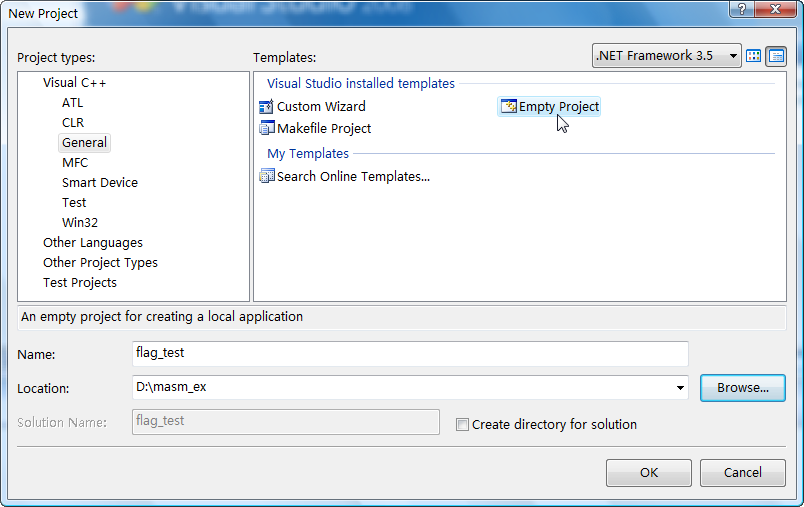 Visual Studio 2008
New Project
Project types:
Templates:
.NET Framework 3.5
Visual C++
ATL
CLR
General
MFC
Smart Device
Test
Win32
Other Languages
Other Project Types
Test Projects
Visual Studio installed templates
Custom Wizard
Empty Project
Makefile Project
My Templates
Search Online Templates...
An empty project for creating a local application
Name:
flag_test
Location:
D:\masm_ex
Browse...
Solution Name:
flag_test
Create directory for solution
OK
Cancel